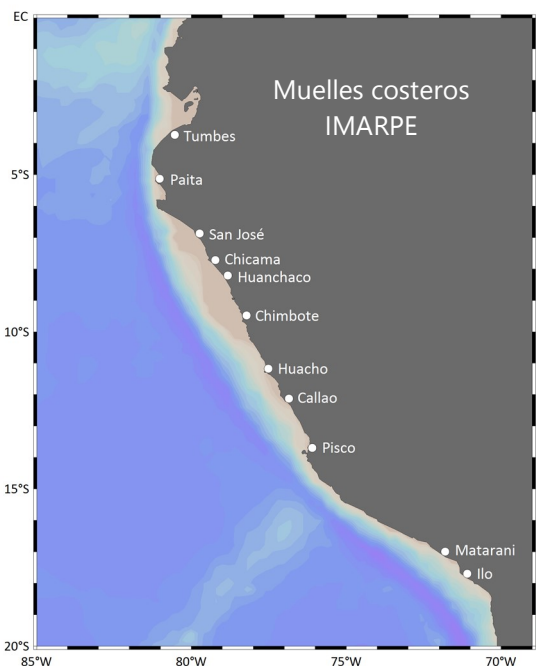 EC
Muelles costeros
IMARPE
Tumbes
5°S
Paita
San José
Chicama
Huanchaco
10°S
Chimbote
Huacho
Callao
Pisco
15°S
Matarani
Ilo
20°S
85°W 80°W 75°W 70°W